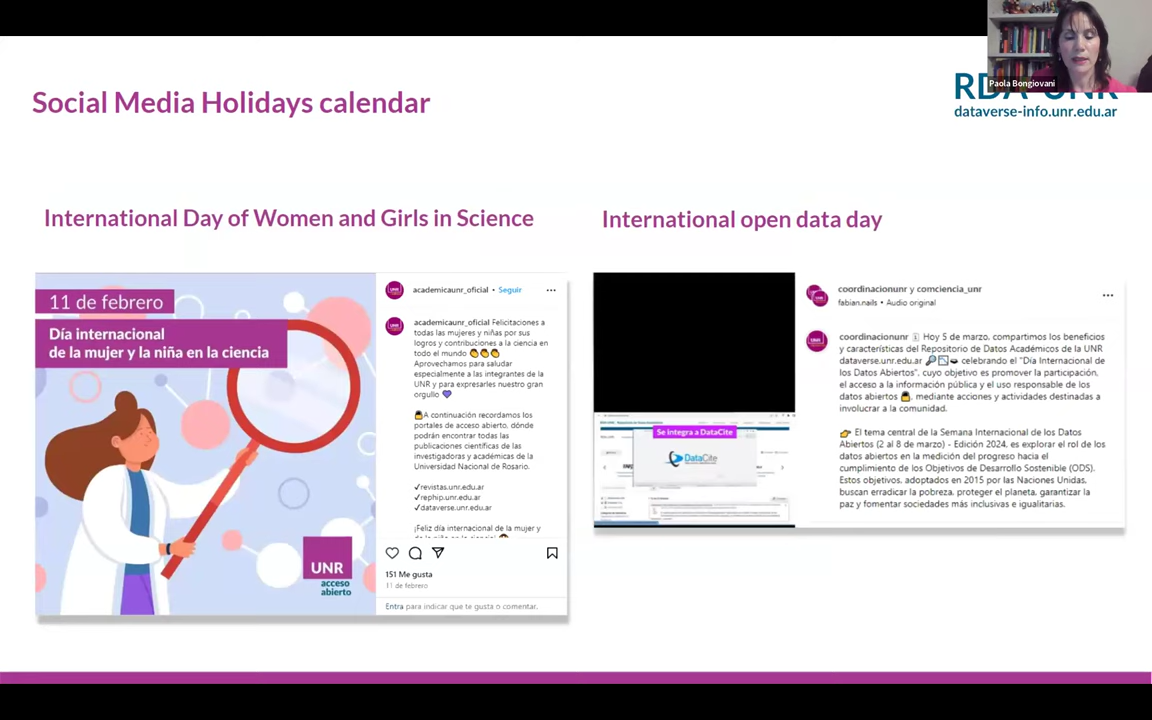 Paola Bongiovani
RDA-UNR
dataverse-info.unr.edu.ar
Social Media Holidays calendar
International Day of Women and Girls in Science
11 de febrero
Día internacional
de la mujer y la niña en la ciencia
UNR
acceso
abierto
academicaunr_oficial • Seguir
academicaunr_oficial Felicitaciones a
todas las mujeres y niñas por sus
logros y contribuciones a la ciencia en
todo el mundo 👏👏👏
Aprovechamos para saludar
especialmente a las integrantes de la
UNR y para expresarles nuestro gran
orgullo 💜
A continuación recordamos los
portales de acceso abierto, dónde
podrán encontrar todas las
publicaciones científicas de las
investigadoras y académicas de la
Universidad Nacional de Rosario.
✓revistas.unr.edu.ar
✓rephip.unr.edu.ar
✓dataverse.unr.edu.ar
¡Feliz día internacional de la mujer y
151 Me gusta
11 de febrero
Entra para indicar que te gusta o comentar.
International open data day
Se integra a DataCite
DataCite
coordinacionunr y comciencia_unr
fabian.nails • Audio original
coordinacionunr Hoy 5 de marzo, compartimos los beneficios
y características del Repositorio de Datos Académicos de la UNR
dataverse.unr.edu.ar celebrando el "Día Internacional de
los Datos Abiertos", cuyo objetivo es promover la participación,
el acceso a la información pública y el uso responsable de los
datos abiertos, mediante acciones y actividades destinadas a
involucrar a la comunidad.
👉 El tema central de la Semana Internacional de los Datos
Abiertos (2 al 8 de marzo) - Edición 2024, es explorar el rol de los
datos abiertos en la medición del progreso hacia el
cumplimiento de los Objetivos de Desarrollo Sostenible (ODS).
Estos objetivos, adoptados en 2015 por las Naciones Unidas,
buscan erradicar la pobreza, proteger el planeta, garantizar la
paz y fomentar sociedades más inclusivas e igualitarias.